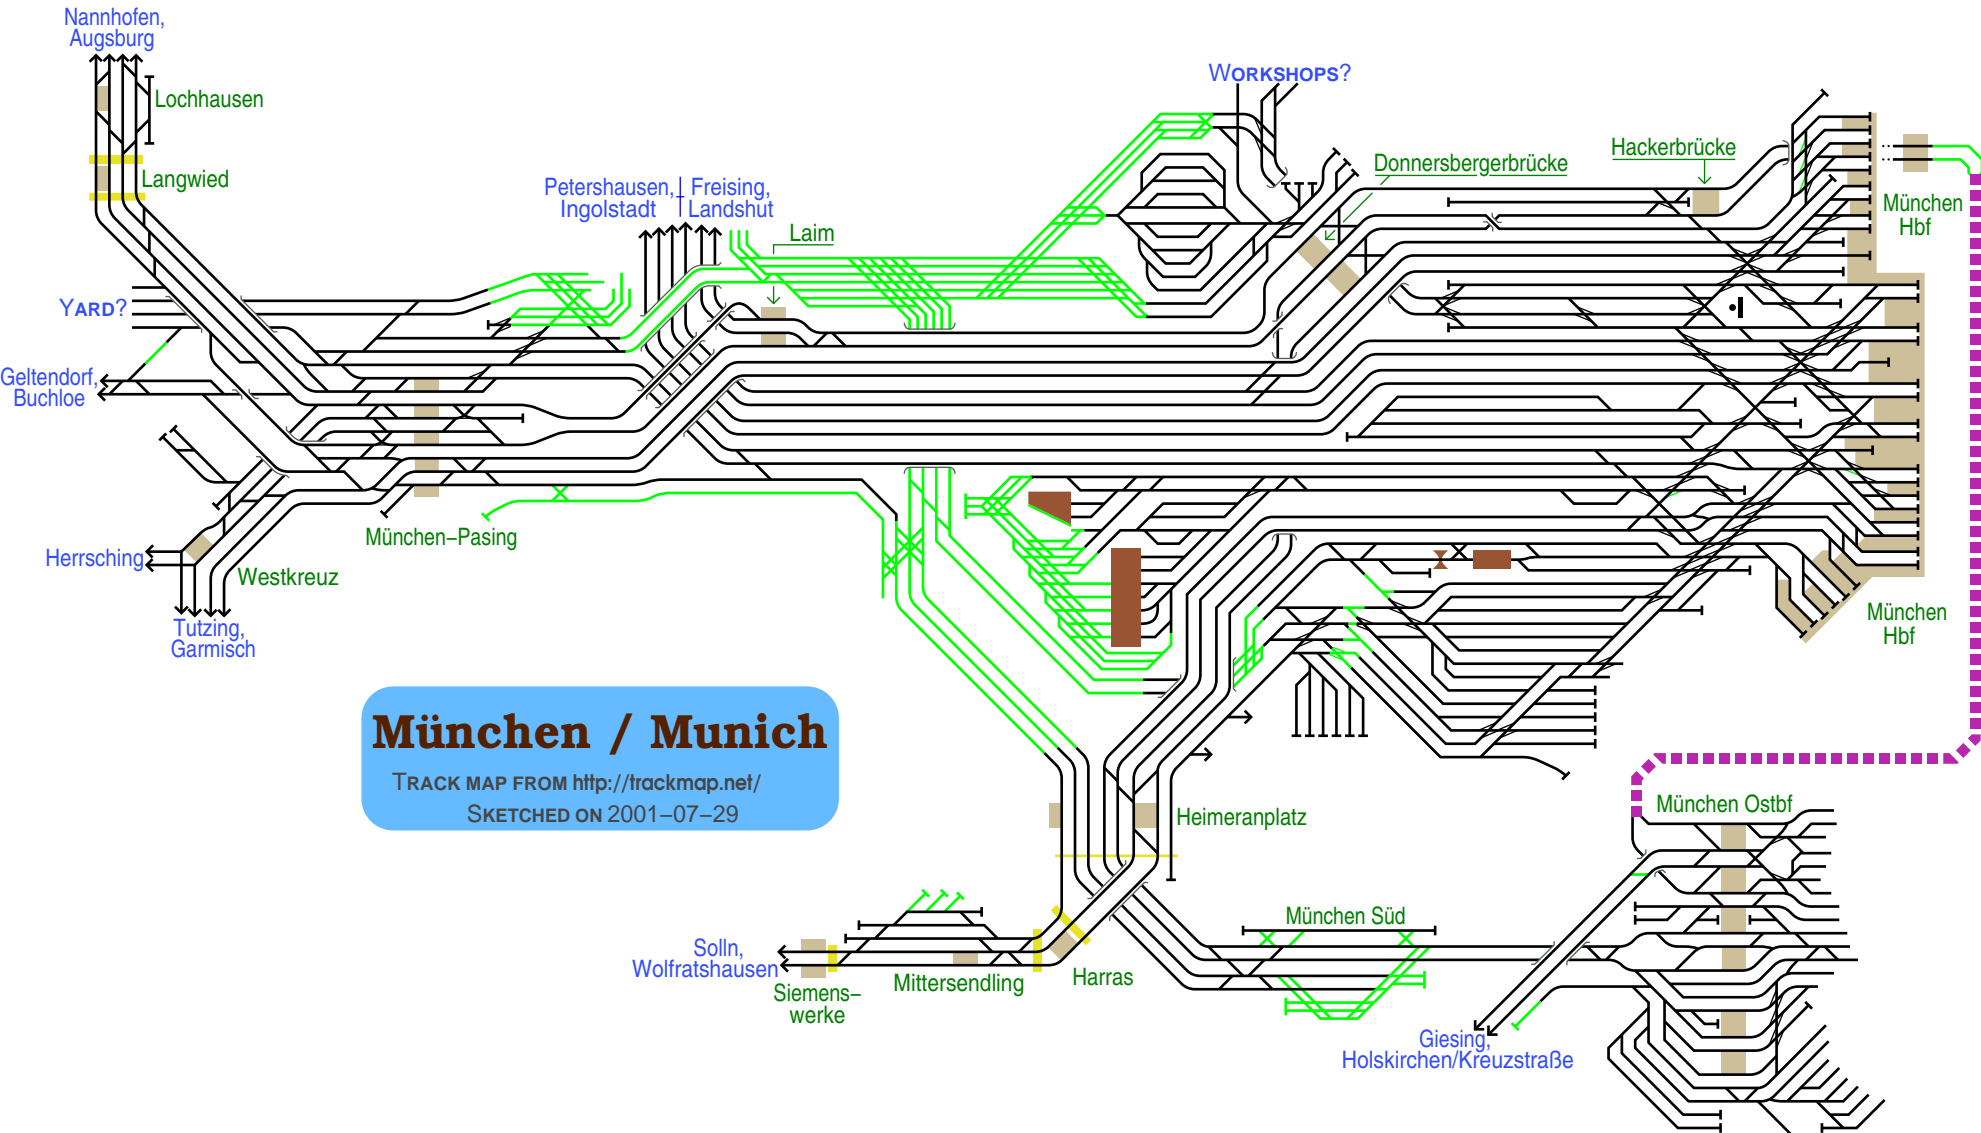 Nannhofen,
Augsburg
Lochhausen
Langwied
WORKSHOPS?
Donnersbergerbrücke
Hackerbrücke
München
Hbf
Petershausen,
Ingolstadt
Freising,
Landshut
Laim
YARD?
Geltendorf,
Buchloe
München–Pasing
Herrsching
Westkreuz
Tutzing,
Garmisch
München
Hbf
München / Munich
TRACK MAP FROM http://trackmap.net/
SKETCHED ON 2001–07–29
Heimeranplatz
München Ostbf
München Süd
Solln,
Wolfratshausen
Siemens–
werke
Mittersendling
Harras
Giesing,
Holskirchen/Kreuzstraße